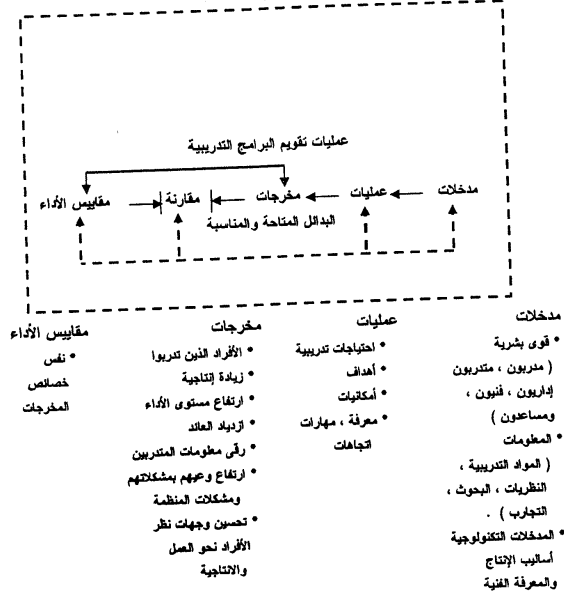 عمليات تقويم البرامج التدريبية
مدخلات عمليات مخرجات مقارنة مقاييس الأداء
البدائل المتاحة والمناسبة
مدخلات
• قوى بشرية
( مدربون ، متدربون
إداريون ، فنيون ،
ومساعدون )
• المعلومات
( المواد التدريبية ،
النظريات ، البحوث ،
التجارب ) .
• المدخلات التكنولوجية
أساليب الإنتاج
والمعرفة الفنية
عمليات
• احتياجات تدريبية
• أهداف
• أمكانيات
• معرفة ، مهارات
اتجاهات
مخرجات
• الأفراد الذين تدربوا
• زيادة إنتاجية
• ارتفاع مستوى الأداء
• ازدياد العائد
• رقى معلومات المتدربين
• ارتفاع وعيهم بمشكلاتهم
ومشكلات المنظمة
• تحسين وجهات نظر
الأفراد نحو العمل
والانتاجية
مقاييس الأداء
• نفس
خصائص
المخرجات